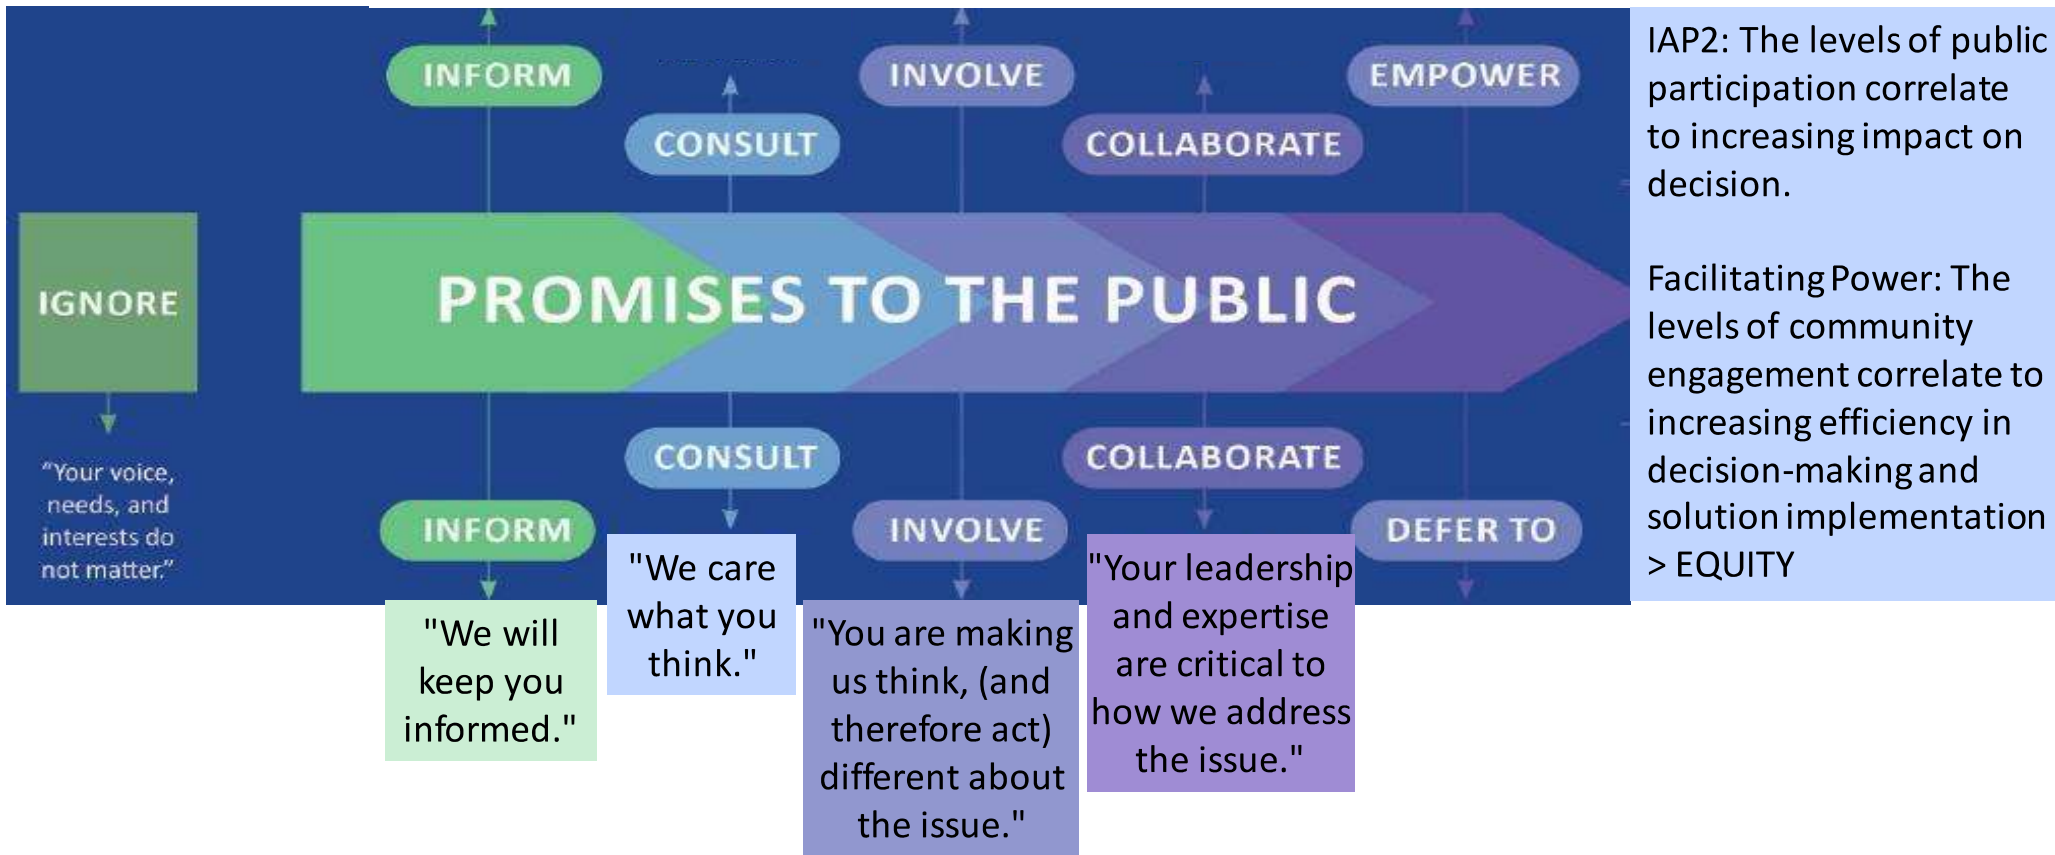 INFORM
CONSULT
INVOLVE
COLLABORATE
EMPOWER
IGNORE
PROMISES TO THE PUBLIC
"Your voice,
needs, and
interests do
not matter."
INFORM
CONSULT
INVOLVE
COLLABORATE
DEFER TO
"We will
keep you
informed."
"We care
what you
think."
"You are making
us think, (and
therefore act)
different about
the issue."
"Your leadership
and expertise
are critical to
how we address
the issue."
IAP2: The levels of public
participation correlate
to increasing impact on
decision.
Facilitating Power: The
levels of community
engagement correlate to
increasing efficiency in
decision-making and
solution implementation
> EQUITY